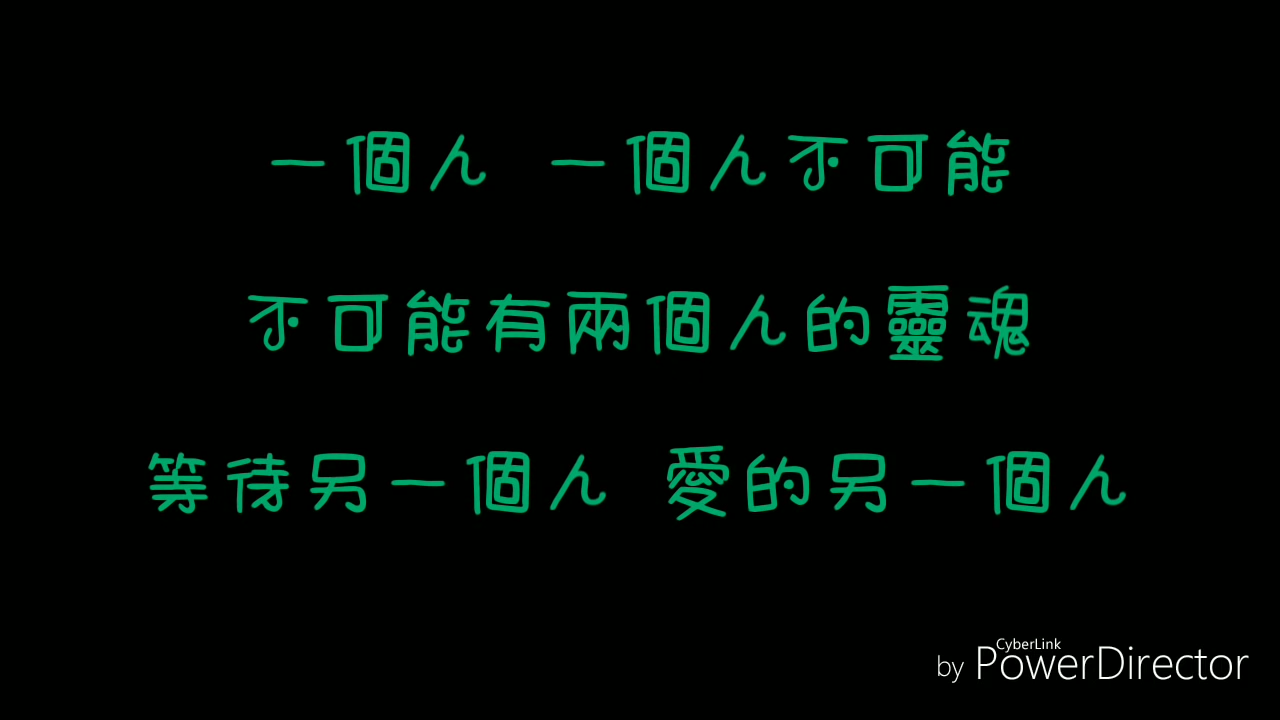 一個人 一個人不可能
不可能有兩個人的靈魂
等待另一個人 愛的另一個人
CyberLink
by PowerDirector